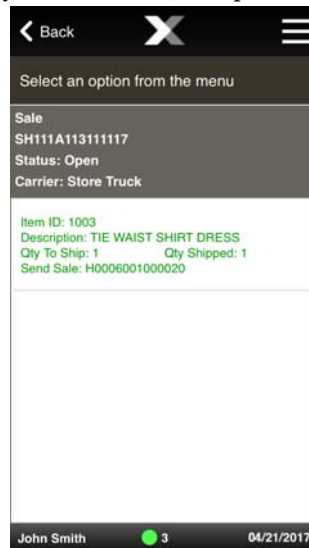 Back
Select an option from the menu
Sale
SH111A113111117
Status: Open
Carrier: Store Truck
Item ID: 1003
Description: TIE WAIST SHIRT DRESS
Qty To Ship: 1 Qty Shipped: 1
Send Sale: H0006001000020
John Smith 3 04/21/2017